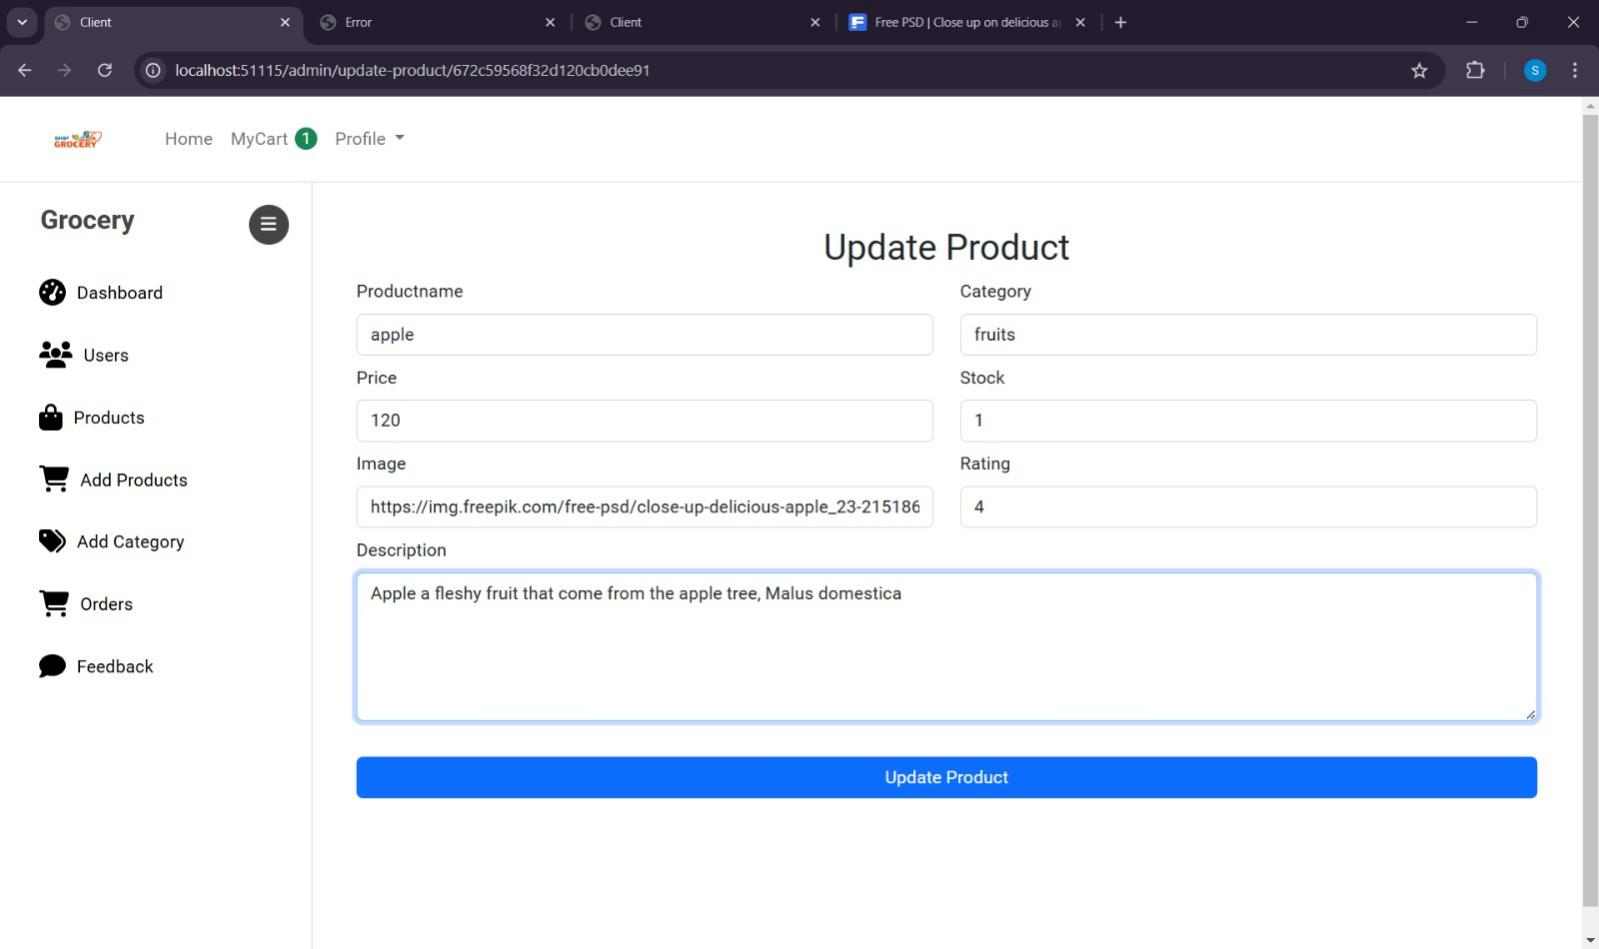 Client
Error
Client
Free PSD | Close up on delicious a
localhost:51115/admin/update-product/672c59568f32d120cb0dee91
S
SHOP
GROCERY
Home
MyCart 1
Profile
Grocery
Dashboard
Users
Products
Add Products
Add Category
Orders
Feedback
Update Product
Productname
Category
apple
fruits
Price
Stock
120
1
Image
Rating
https://img.freepik.com/free-psd/close-up-delicious-apple_23-215186
4
Description
Apple a fleshy fruit that come from the apple tree, Malus domestica
Update Product